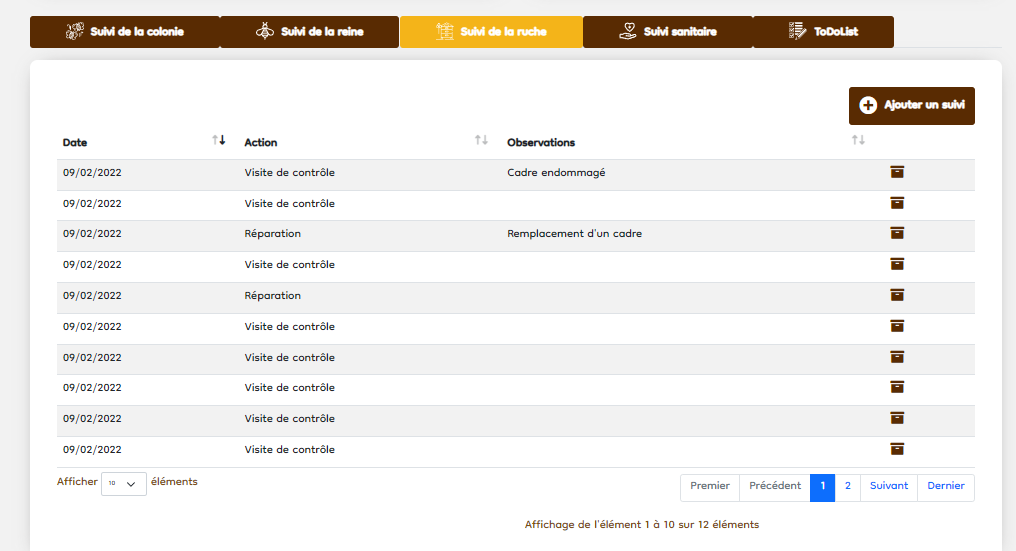 Suivi de la colonie Suivi de la reine Suivi de la ruche Suivi sanitaire ToDoList
Ajouter un suivi
Date Action Observations
09/02/2022 Visite de contrôle Cadre endommagé
09/02/2022 Visite de contrôle
09/02/2022 Réparation Remplacement d'un cadre
09/02/2022 Visite de contrôle
09/02/2022 Réparation
09/02/2022 Visite de contrôle
09/02/2022 Visite de contrôle
09/02/2022 Visite de contrôle
09/02/2022 Visite de contrôle
09/02/2022 Visite de contrôle
Afficher 10 éléments Premier Précédent 1 2 Suivant Dernier
Affichage de l'élément 1 à 10 sur 12 éléments